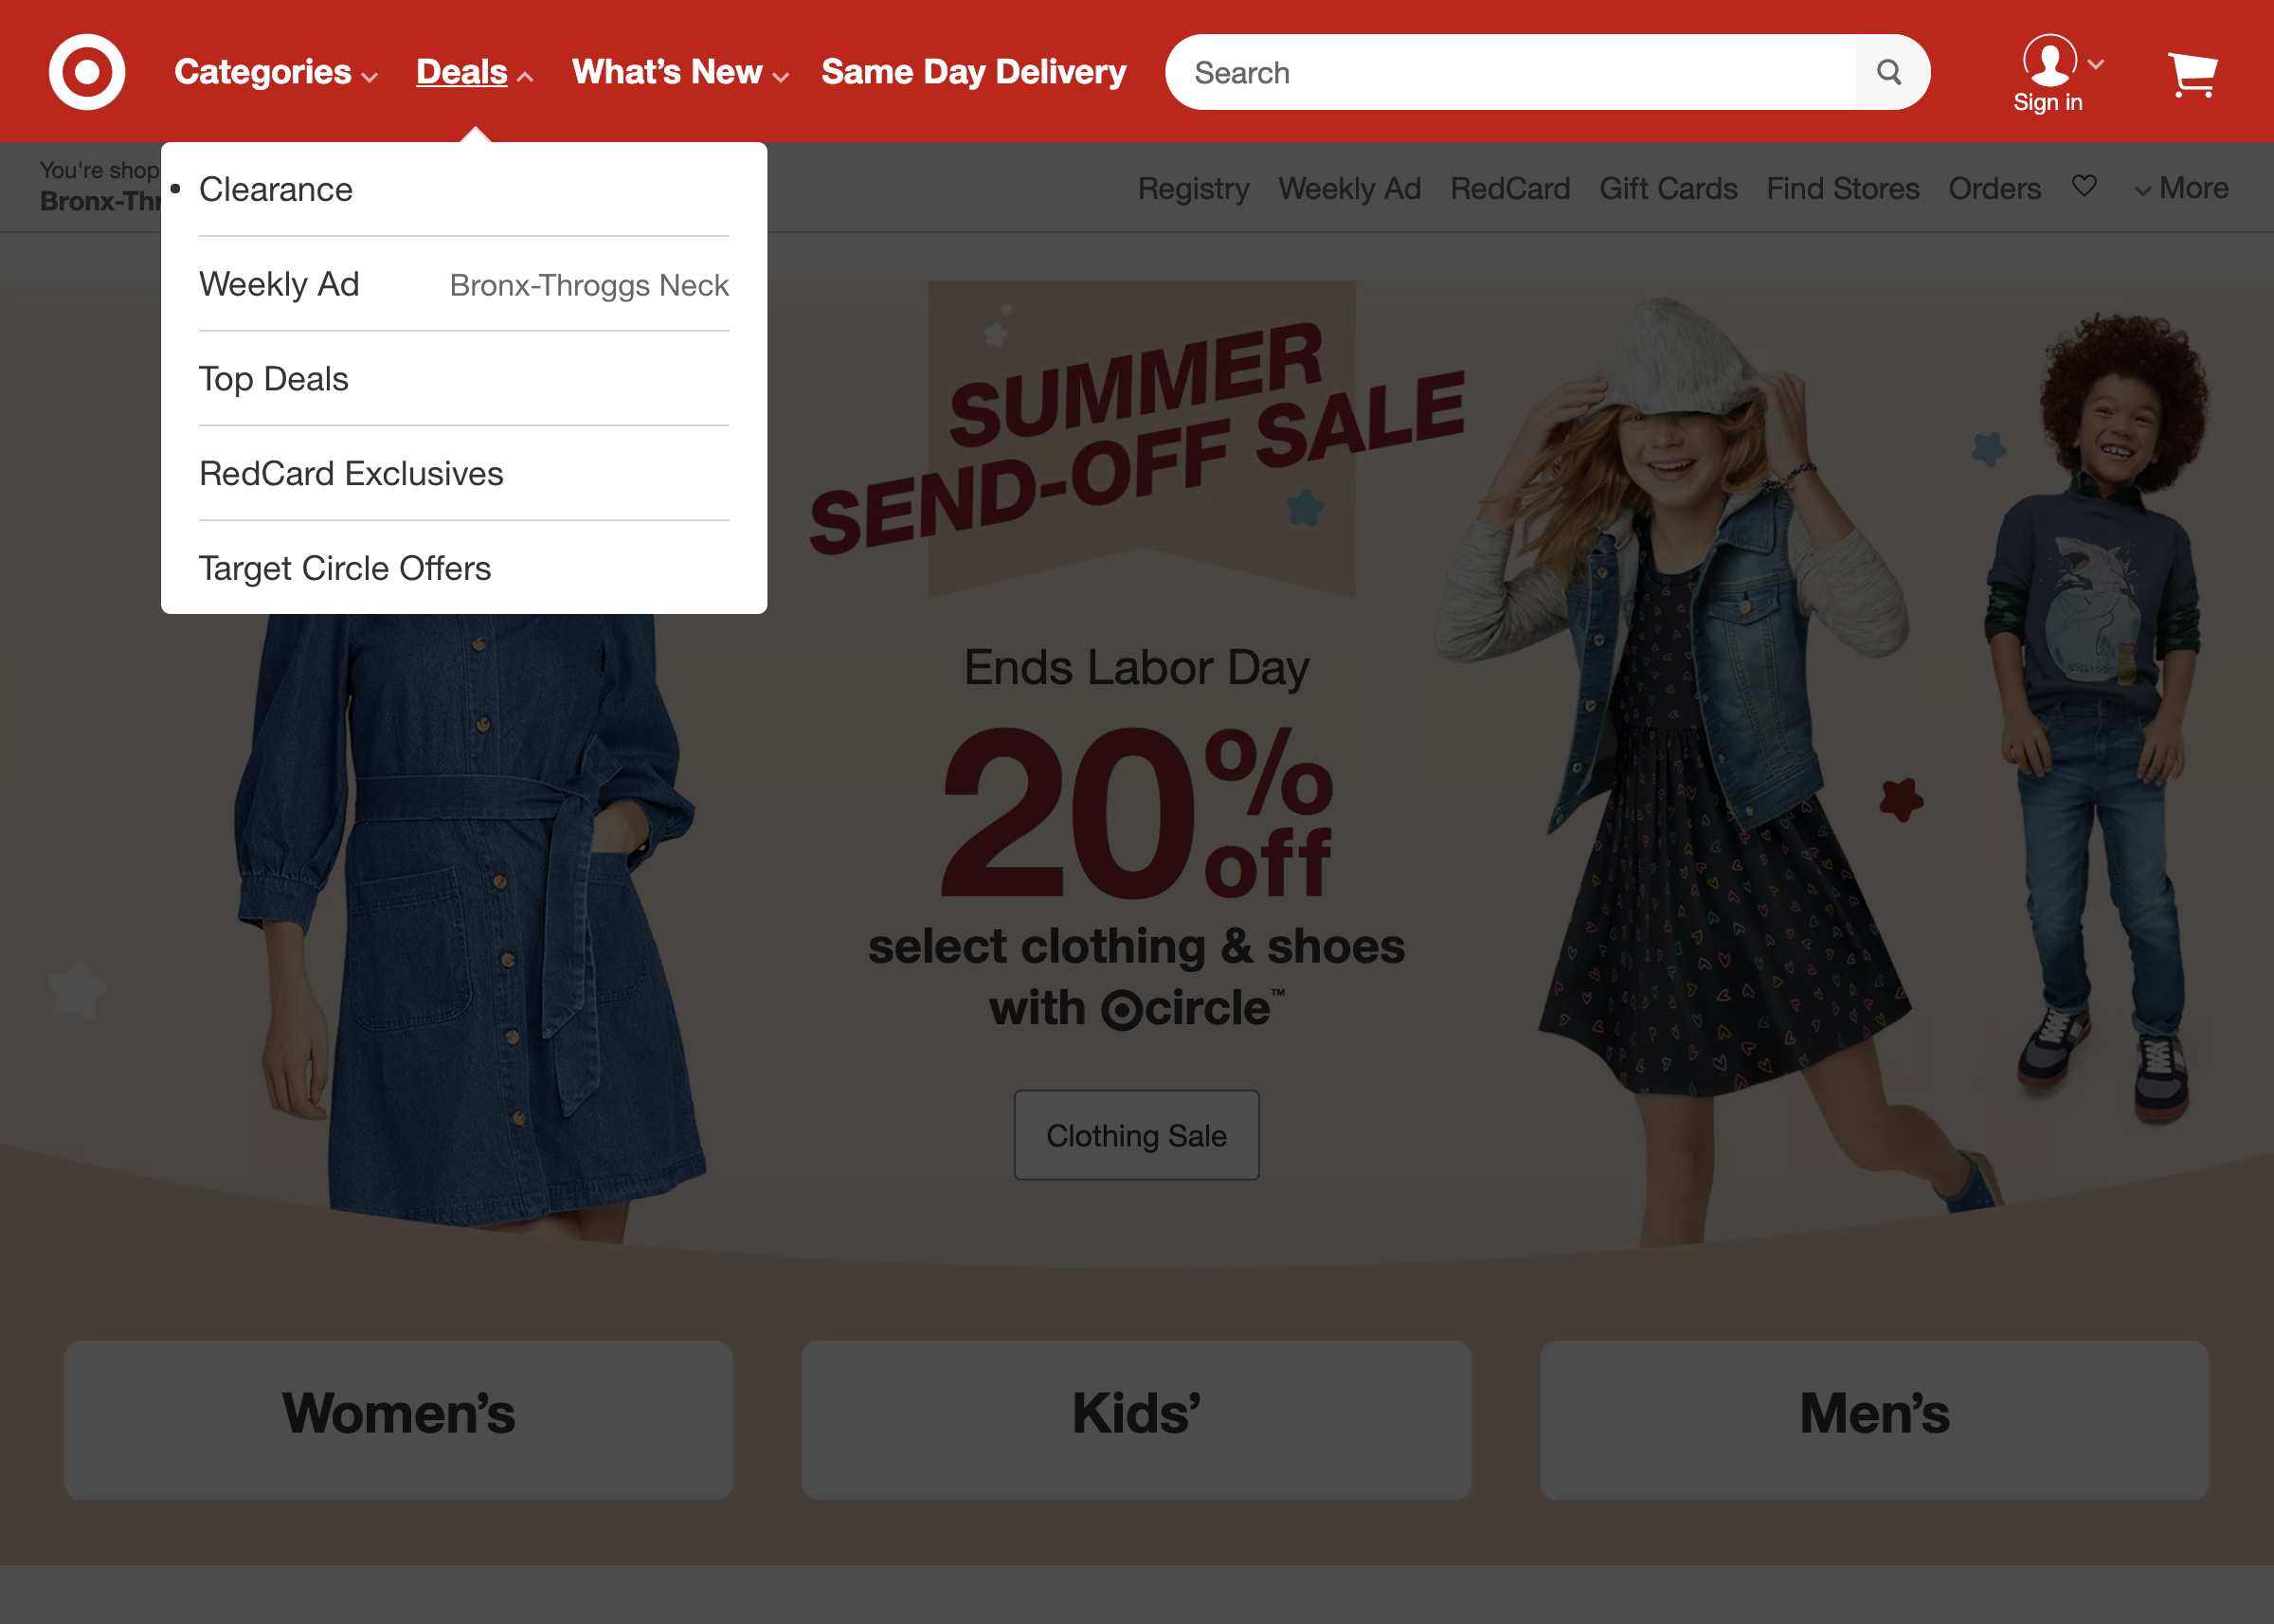 Categories
Deals
What's New
Same Day Delivery
Search
Sign in
You're shop
Bronx-Thr
Registry
Weekly Ad
RedCard
Gift Cards
Find Stores
Orders
More
Clearance
Weekly Ad Bronx-Throggs Neck
Top Deals
RedCard Exclusives
Target Circle Offers
SUMMER
SEND-OFF SALE
Ends Labor Day
20% off
select clothing & shoes
with circle™
Clothing Sale
Women's
Kids'
Men's